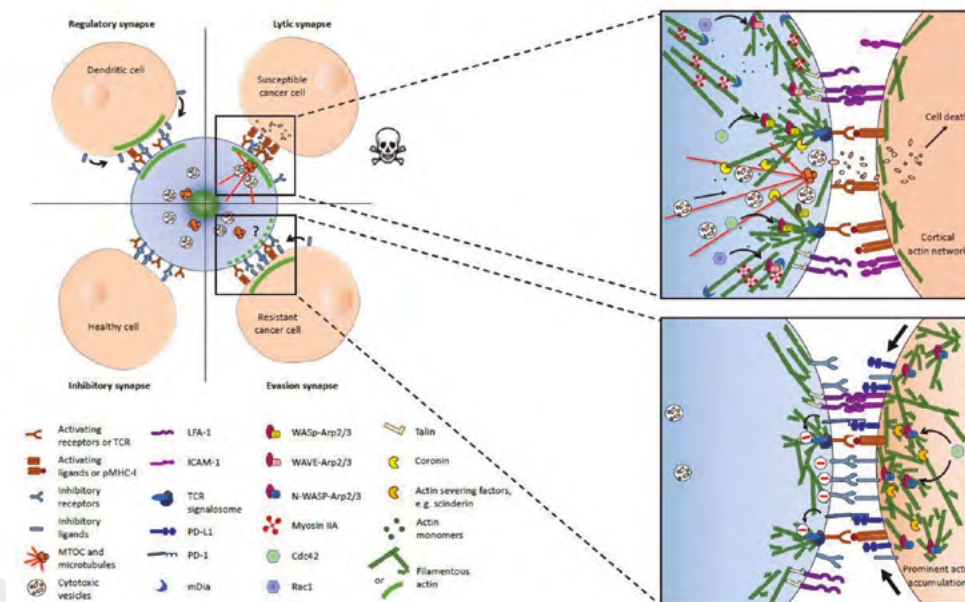 Regulatory synapse
Lytic synapse
Dendritic cell
Susceptible
cancer cell
?
Healthy cell
Resistant
cancer cell
Inhibitory synapse
Evasion synapse
Cell death
Cortical
actin network
Prominent
accumulation
Activating
receptors or TCR
Activating
ligands or pMHC-I
Inhibitory
receptors
Inhibitory
ligands
MTOC and
microtubules
Cytotoxic
vesicles
LFA-1
ICAM-1
TCR
signalosome
PD-L1
PD-1
mDia
WASp-Arp2/3
WAVE-Arp2/3
N-WASP-Arp2/3
Myosin IIA
Cdc42
Rac1
Talin
Coronin
Actin severing factors,
e.g. scinderin
Actin
monomers
or
Filamentous
actin